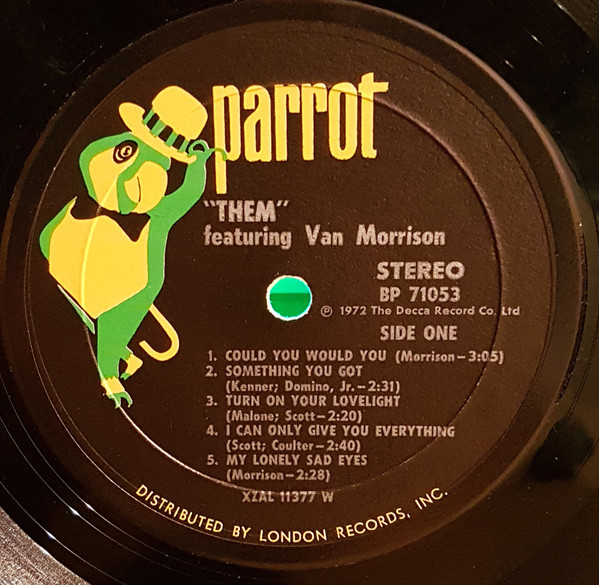 parrot
"THEM"
featuring Van Morrison
STEREO
BP 71053
℗ 1972 The Decca Record Co. Ltd
SIDE ONE
1. COULD YOU WOULD YOU (Morrison—3:05)
2. SOMETHING YOU GOT
(Kenner; Domino, Jr.—2:31)
3. TURN ON YOUR LOVELIGHT
(Malone; Scott—2:20)
4. I CAN ONLY GIVE YOU EVERYTHING
(Scott; Coulter—2:40)
5. MY LONELY SAD EYES
(Morrison—2:28)
XZAL 11377 W
DISTRIBUTED BY LONDON RECORDS, INC.